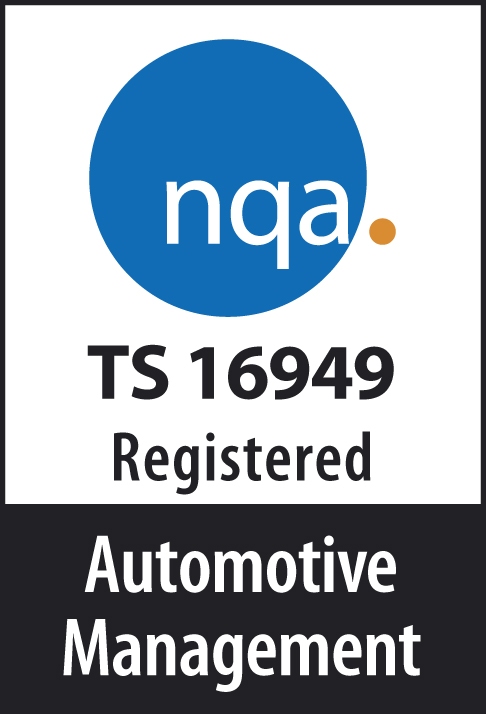 nqa.
TS 16949
Registered
Automotive
Management